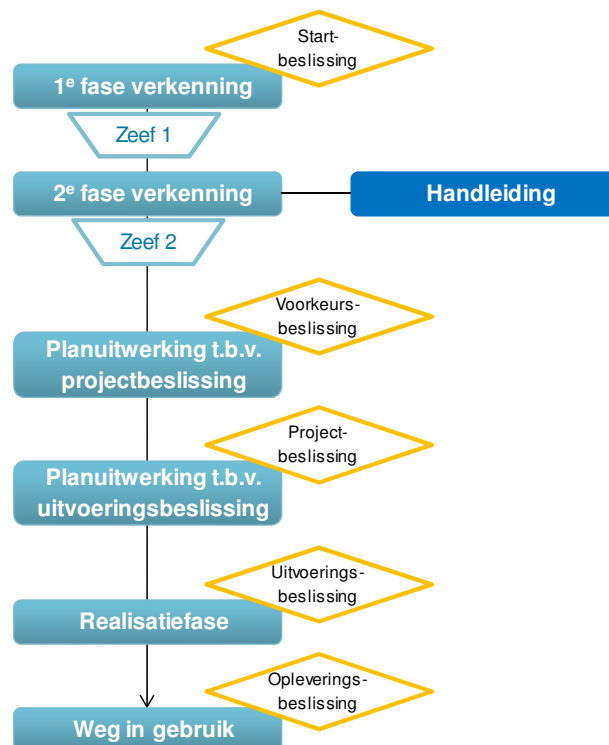 Start-
beslissing
1e fase verkenning
Zeef 1
2e fase verkenning
Handleiding
Zeef 2
Voorkeurs-
beslissing
Planuitwerking t.b.v.
projectbeslissing
Project-
beslissing
Planuitwerking t.b.v.
uitvoeringsbeslissing
Uitvoerings-
beslissing
Realisatiefase
Opleverings-
beslissing
Weg in gebruik